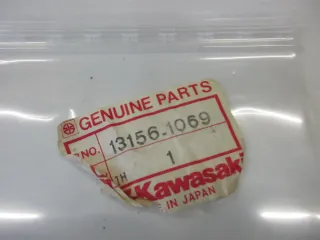 GENUINE PARTS
NO. 13156-1069
1
Kawasaki
IN JAPAN